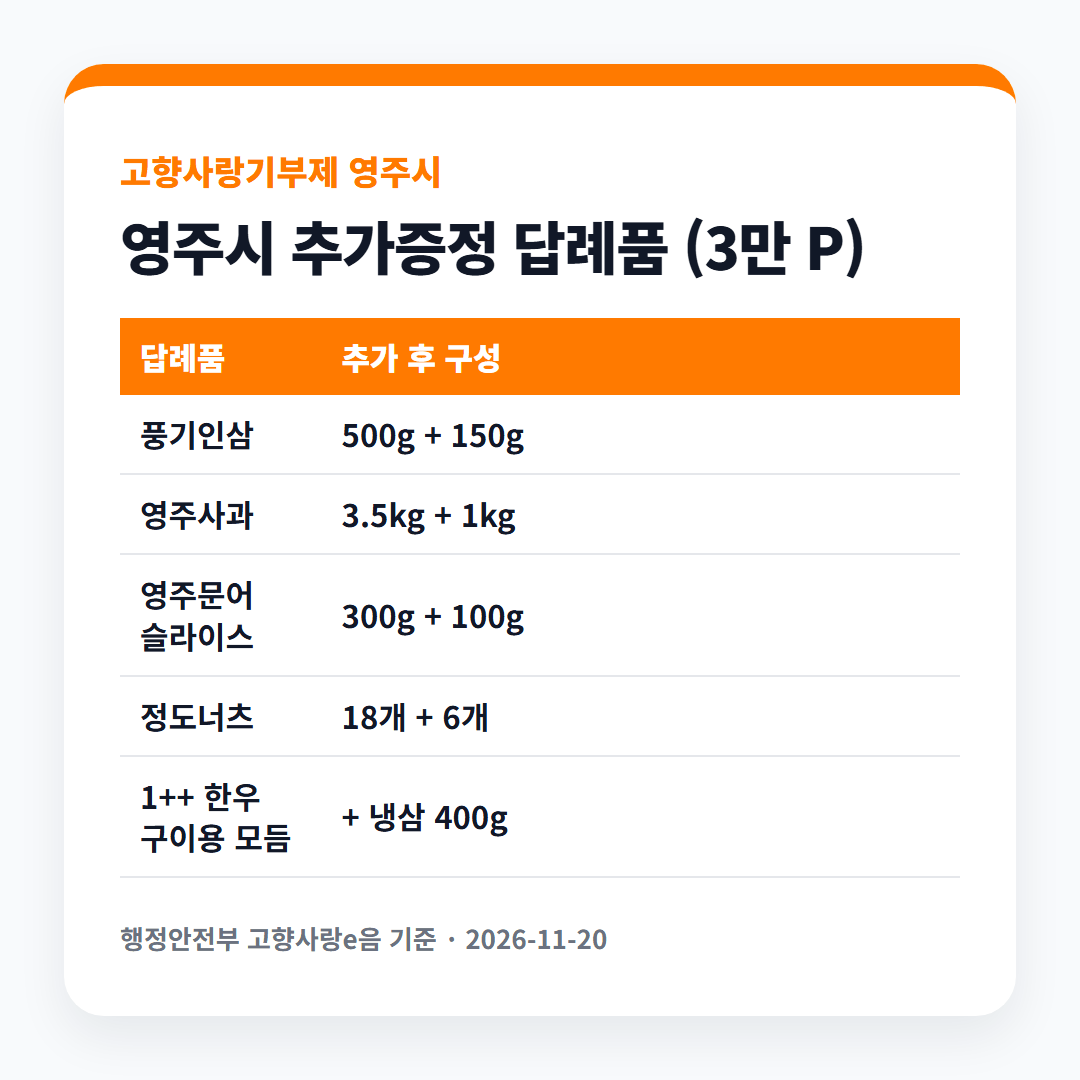 고향사랑기부제 영주시
영주시 추가증정 답례품 (3만 P)
답례품 추가 후 구성
풍기인삼 500g + 150g
영주사과 3.5kg + 1kg
영주문어
슬라이스 300g + 100g
정도너츠 18개 + 6개
1++ 한우
구이용 모듬 + 냉삼 400g
행정안전부 고향사랑e음 기준 · 2026-11-20